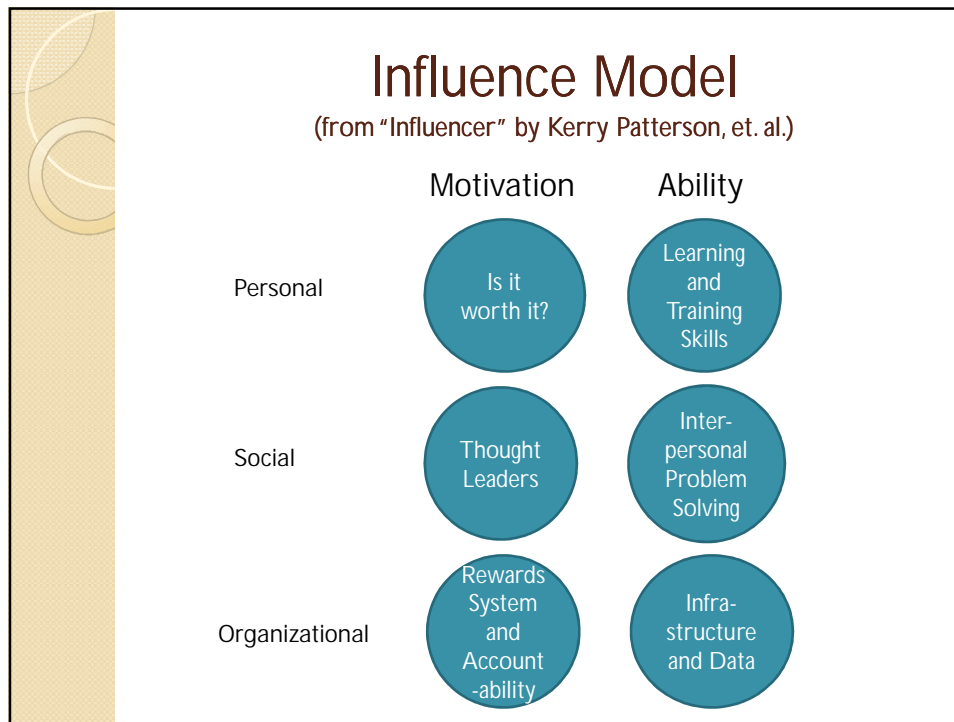 Influence Model
(from “Influencer” by Kerry Patterson, et. al.)
Motivation
Ability
Personal
Is it
worth it?
Learning
and
Training
Skills
Social
Thought
Leaders
Inter-
personal
Problem
Solving
Organizational
Rewards
System
and
Account
-ability
Infra-
structure
and Data